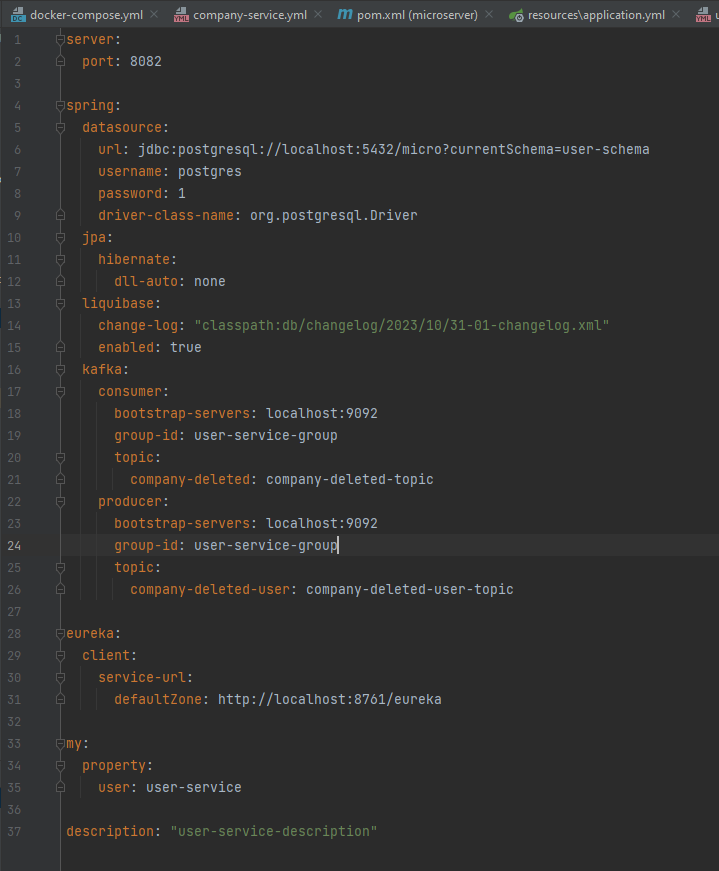 docker-compose.yml company-service.yml pom.xml (microserver) resources\application.yml
1 server:
2   port: 8082
3
4 spring:
5   datasource:
6     url: jdbc:postgresql://localhost:5432/micro?currentSchema=user-schema
7     username: postgres
8     password: 1
9     driver-class-name: org.postgresql.Driver
10   jpa:
11     hibernate:
12       dll-auto: none
13   liquibase:
14     change-log: "classpath:db/changelog/2023/10/31-01-changelog.xml"
15     enabled: true
16   kafka:
17     consumer:
18       bootstrap-servers: localhost:9092
19       group-id: user-service-group
20       topic:
21         company-deleted: company-deleted-topic
22     producer:
23       bootstrap-servers: localhost:9092
24       group-id: user-service-group
25       topic:
26         company-deleted-user: company-deleted-user-topic
27
28 eureka:
29   client:
30     service-url:
31       defaultZone: http://localhost:8761/eureka
32
33 my:
34   property:
35     user: user-service
36
37 description: "user-service-description"